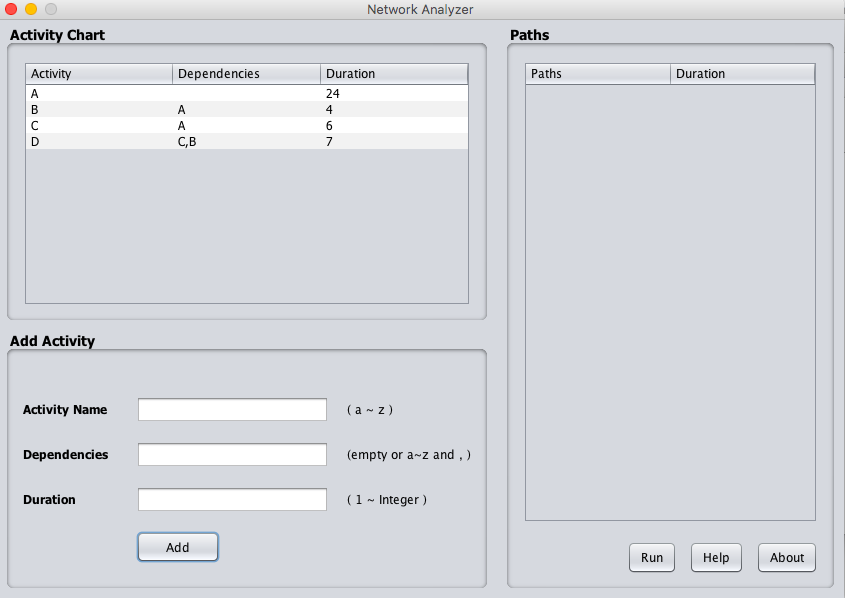 Network Analyzer
Activity Chart
Activity Dependencies Duration
A 24
B A 4
C A 6
D C,B 7
Add Activity
Activity Name ( a ~ z )
Dependencies (empty or a~z and , )
Duration ( 1 ~ Integer )
Add
Paths
Paths Duration
Run Help About